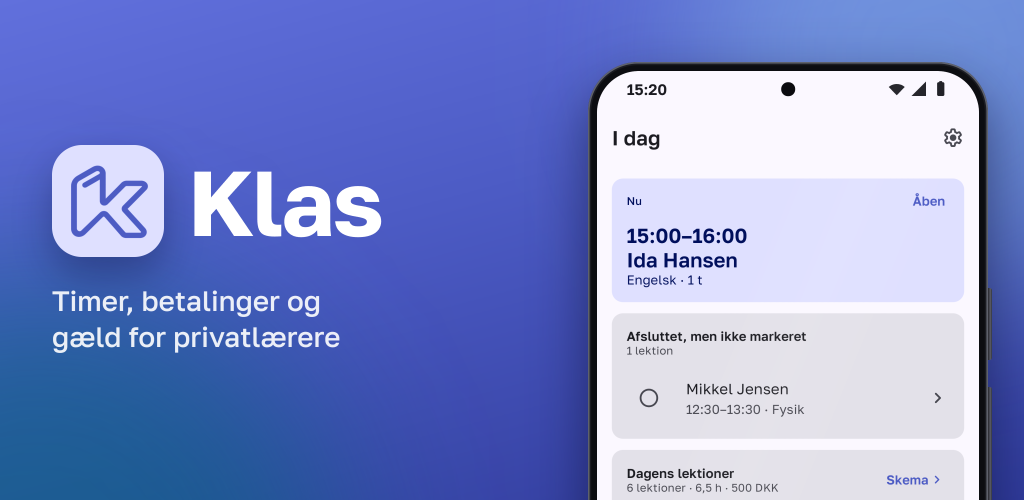 Klas
Timer, betalinger og
gæld for privatlærere
15:20
I dag
Nu
Åben
15:00–16:00
Ida Hansen
Engelsk · 1 t
Afsluttet, men ikke markeret
1 lektion
Mikkel Jensen
12:30–13:30 · Fysik
Dagens lektioner
6 lektioner · 6,5 h · 500 DKK
Skema